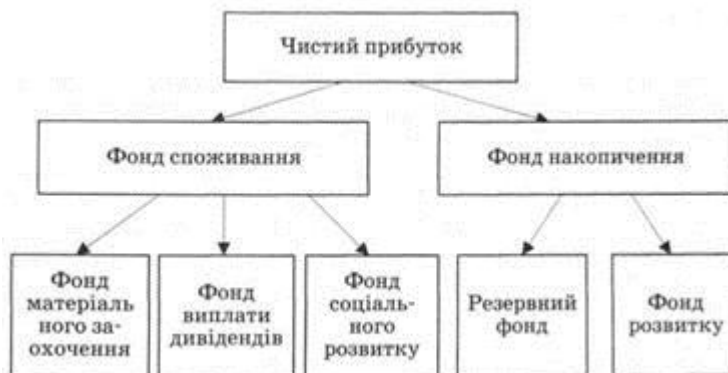 Чистий прибуток
Фонд споживання
Фонд накопичення
Фонд
матеріаль
ного за-
охочення
Фонд
виплати
дивідендів
Фонд
соціаль-
ного
розвитку
Резервний
фонд
Фонд
розвитку